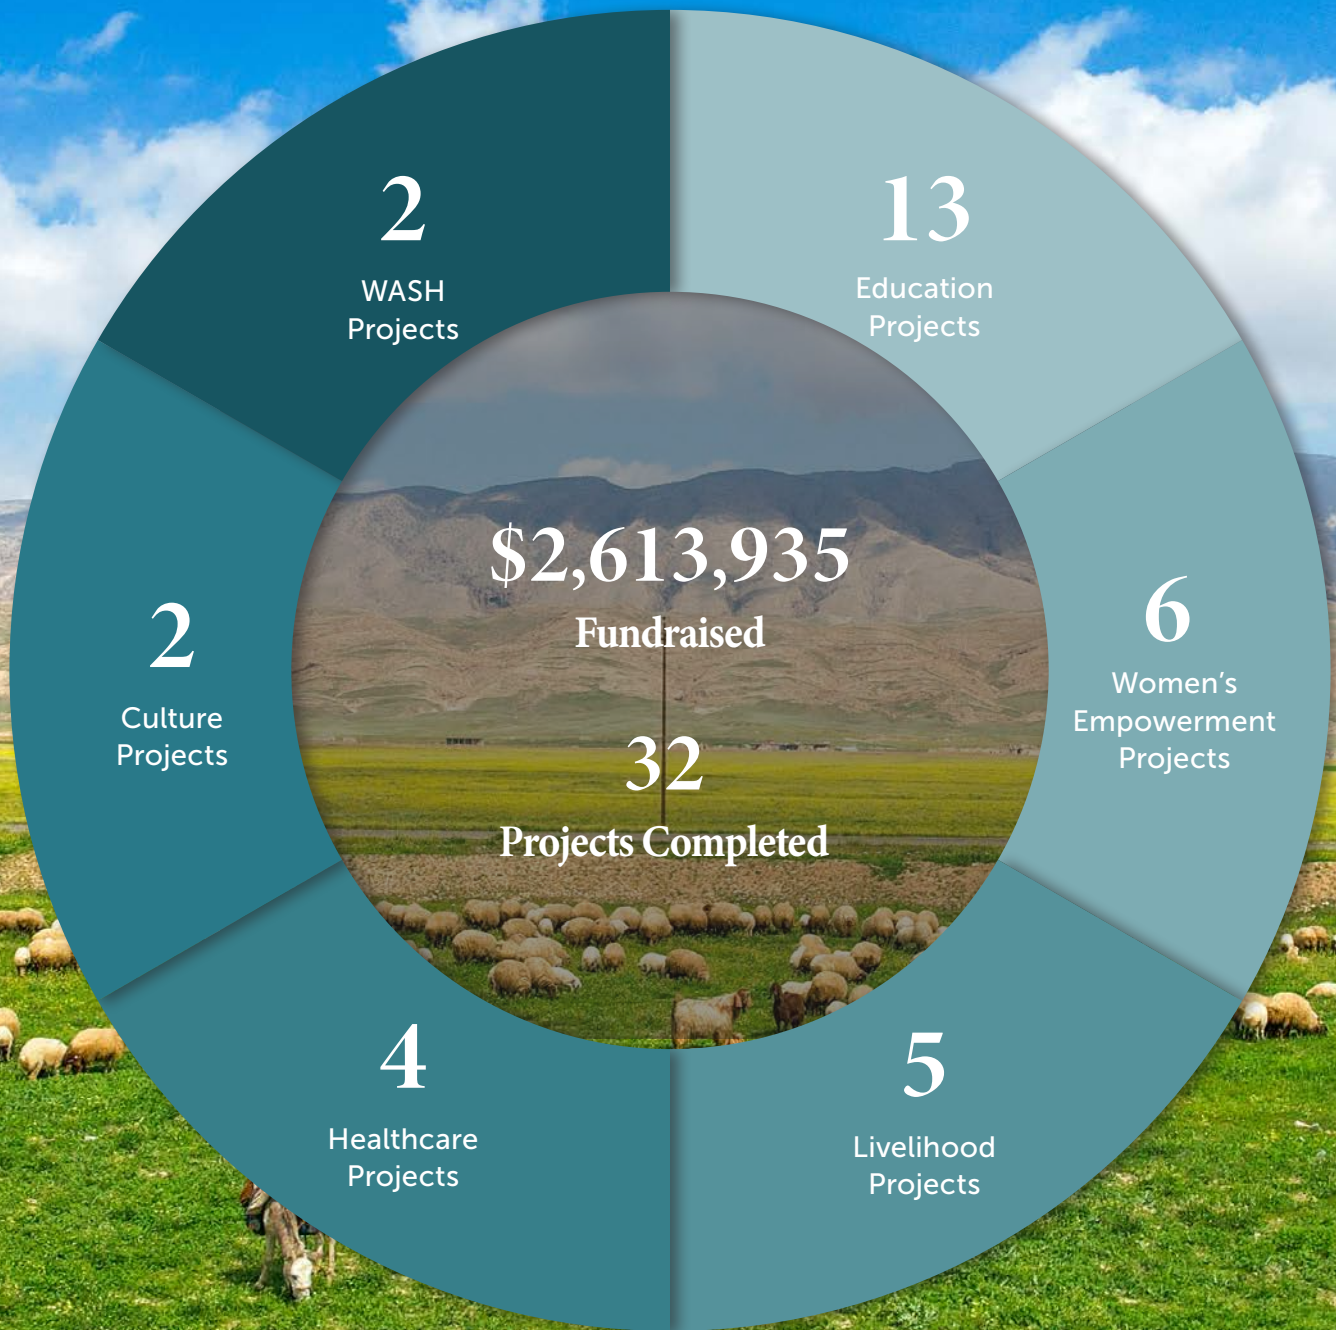 2
WASH
Projects
13
Education
Projects
$2,613,935
Fundraised
32
Projects Completed
6
Women’s
Empowerment
Projects
2
Culture
Projects
4
Healthcare
Projects
5
Livelihood
Projects